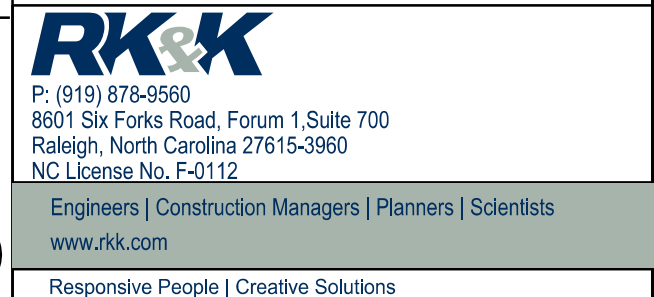 RK&K
P: (919) 878-9560
8601 Six Forks Road, Forum 1,Suite 700
Raleigh, North Carolina 27615-3960
NC License No. F-0112
Engineers | Construction Managers | Planners | Scientists
www.rkk.com
Responsive People | Creative Solutions